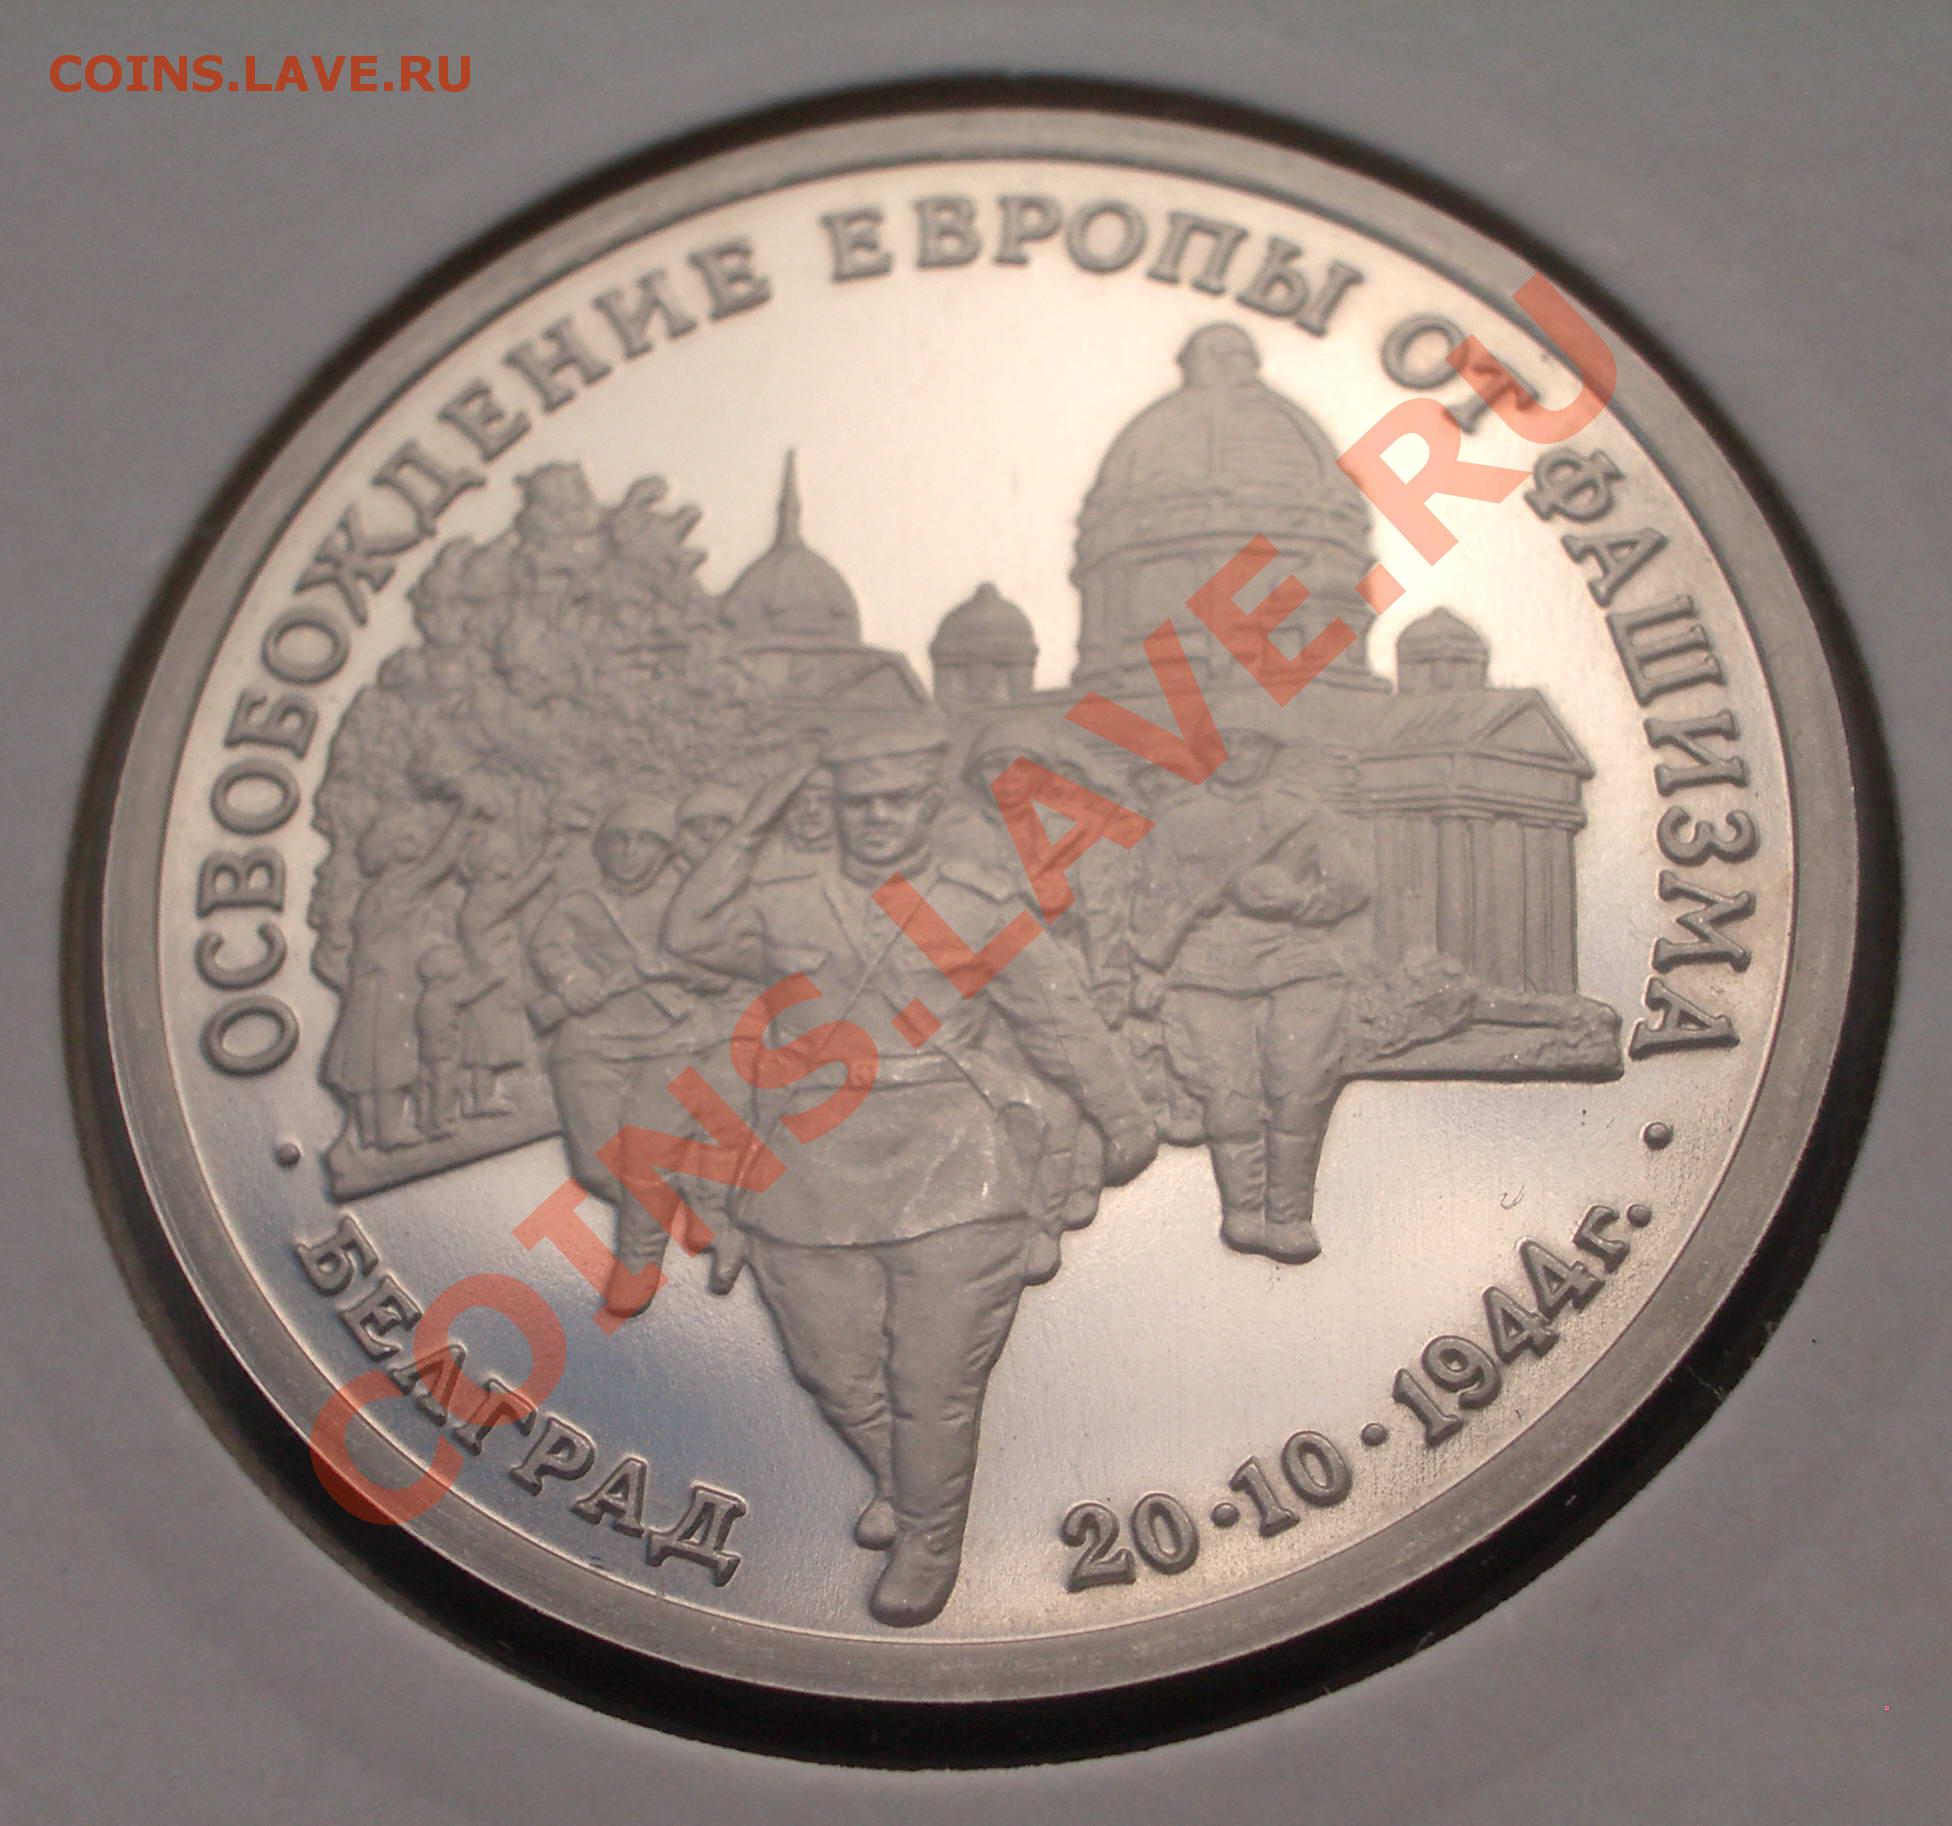 COINS.LAVE.RU
ОСВОБОЖДЕНИЕ ЕВРОПЫ ОТ ФАШИЗМА
• БЕЛГРАД 20•10•1944г. •
COINS.LAVE.RU